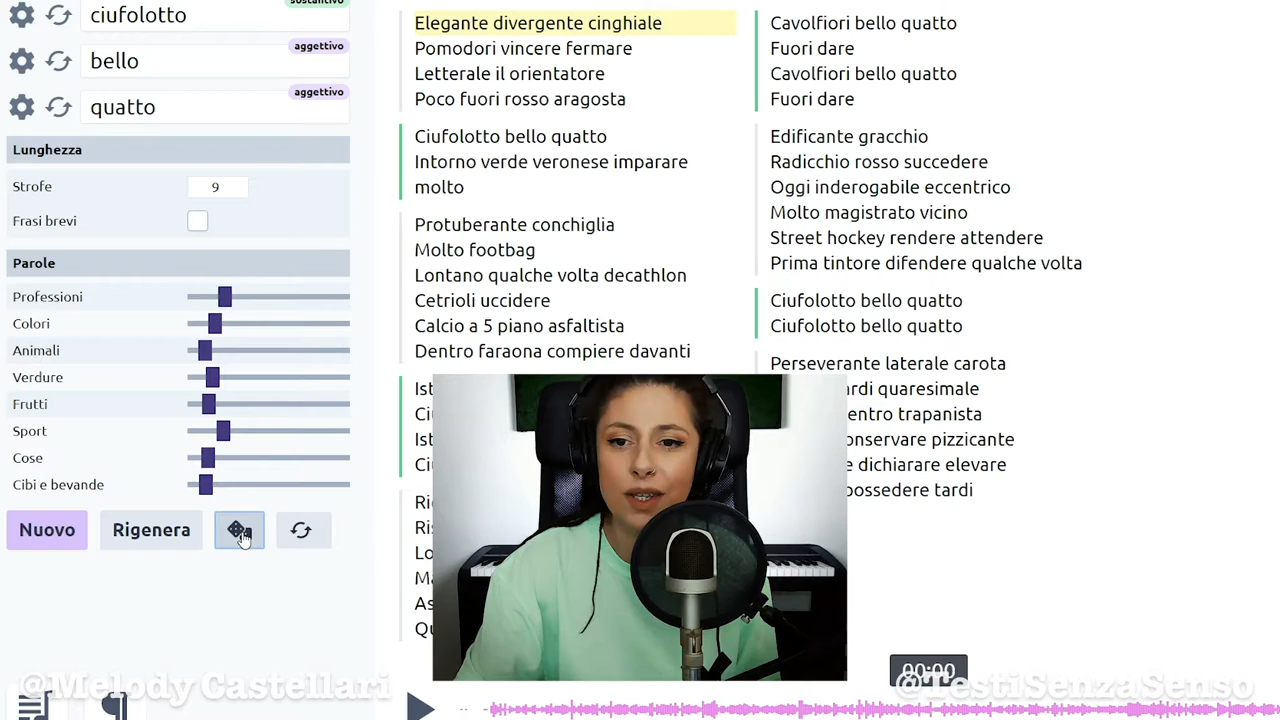 sostantivo
ciufolotto
aggettivo
bello
aggettivo
quatto
Lunghezza
Strofe 9
Frasi brevi
Parole
Professioni
Colori
Animali
Verdure
Frutti
Sport
Cose
Cibi e bevande
Nuovo Rigenera
Elegante divergente cinghiale
Pomodori vincere fermare
Letterale il orientatore
Poco fuori rosso aragosta
Ciufolotto bello quatto
Intorno verde veronese imparare
molto
Protuberante conchiglia
Molto footbag
Lontano qualche volta decathlon
Cetrioli uccidere
Calcio a 5 piano asfaltista
Dentro faraona compiere davanti
Cavolfiori bello quatto
Fuori dare
Cavolfiori bello quatto
Fuori dare
Edificante gracchio
Radicchio rosso succedere
Oggi inderogabile eccentrico
Molto magistrato vicino
Street hockey rendere attendere
Prima tintore difendere qualche volta
Ciufolotto bello quatto
Ciufolotto bello quatto
Perseverante laterale carota
quaresimale
trapanista
pizzicante
dichiarare elevare
possedere tardi
00:00
@Melody Castellari
@TestiSenzaSenso